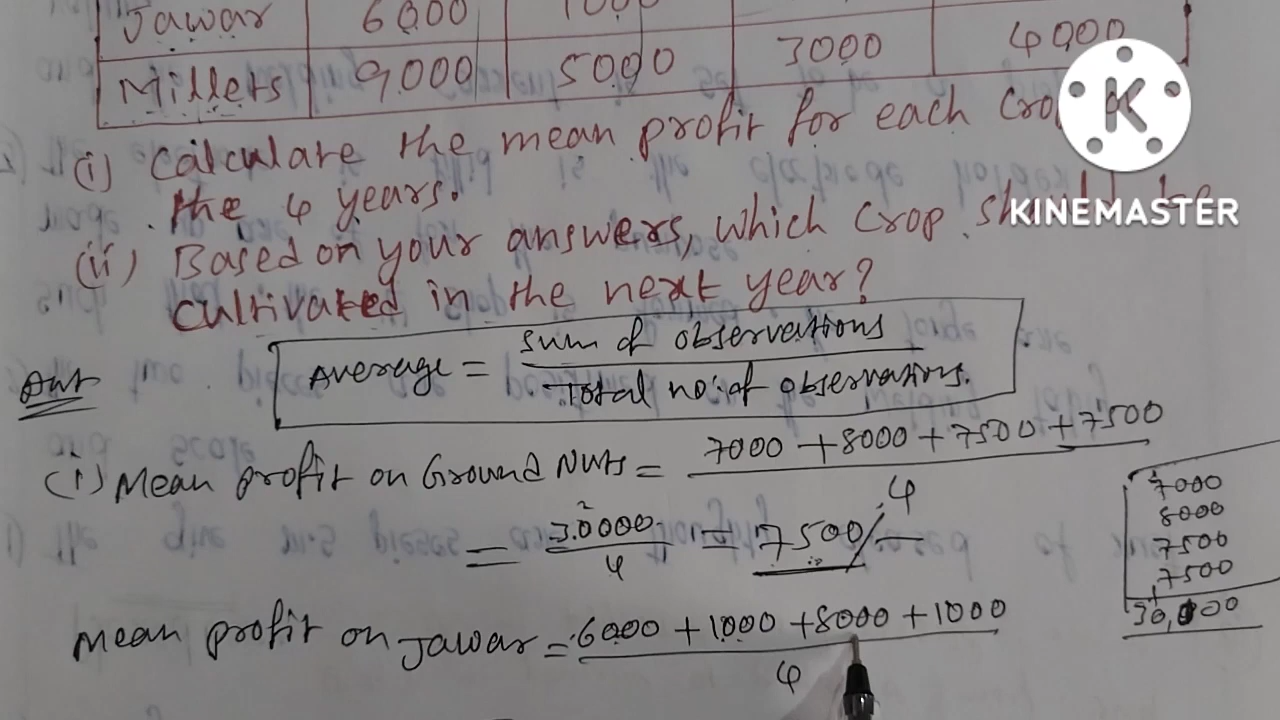 Jawar 6000 1000
Millets 9000 5000 3000 4000
(i) Calculate the mean profit for each crop
the 4 years.
(ii) Based on your answers, which crop should be
cultivated in the next year?
K
KINEMASTER
Ans
Average = Sum of observations / Total no: of observations.
(i) Mean profit on Ground Nuts = 7000 + 8000 + 7500 + 7500 / 4
= 30000 / 4 = 7500/-
7000
8000
7500
7500
30,000
Mean profit on Jawar = 6000 + 1000 + 8000 + 1000 / 4